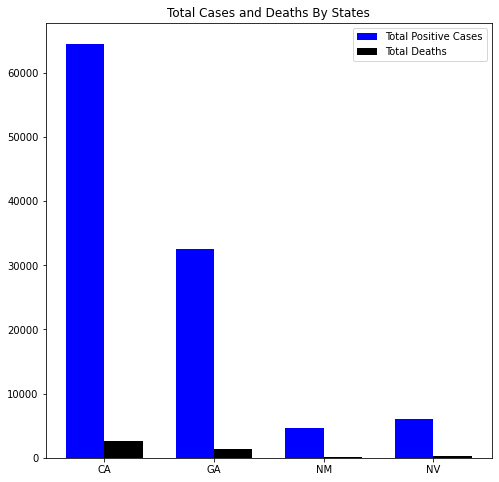 Total Cases and Deaths By States
Total Positive Cases
Total Deaths
60000
50000
40000
30000
20000
10000
0
CA GA NM NV